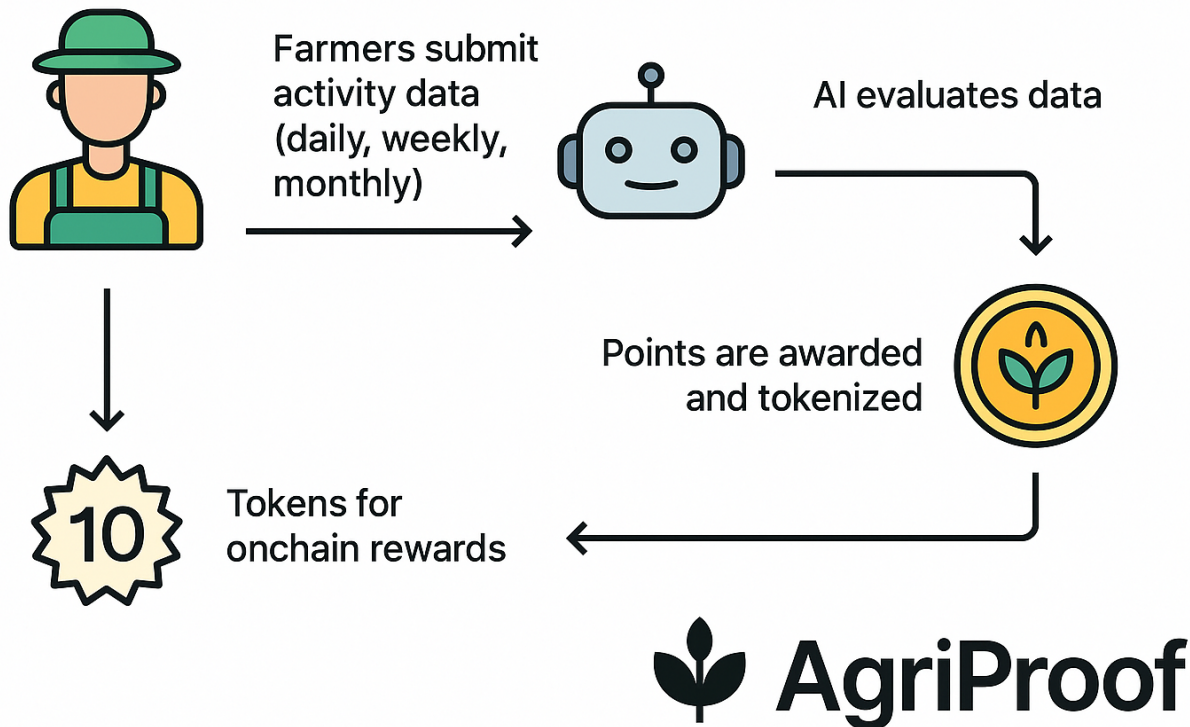 Farmers submit
activity data
(daily, weekly,
monthly)
AI evaluates data
Points are awarded
and tokenized
10
Tokens for
onchain rewards
AgriProof